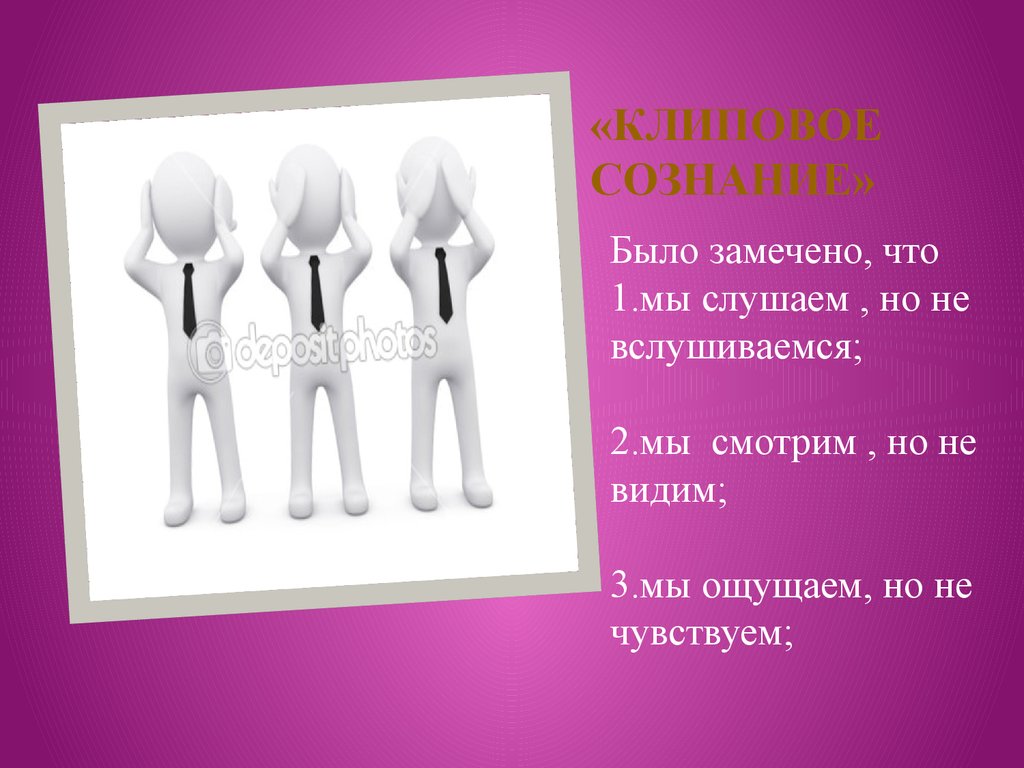 «КЛИПОВОЕ
СОЗНАНИЕ»
Было замечено, что
1.мы слушаем , но не
вслушиваемся;
2.мы  смотрим , но не
видим;
3.мы ощущаем, но не
чувствуем;
depositphotos